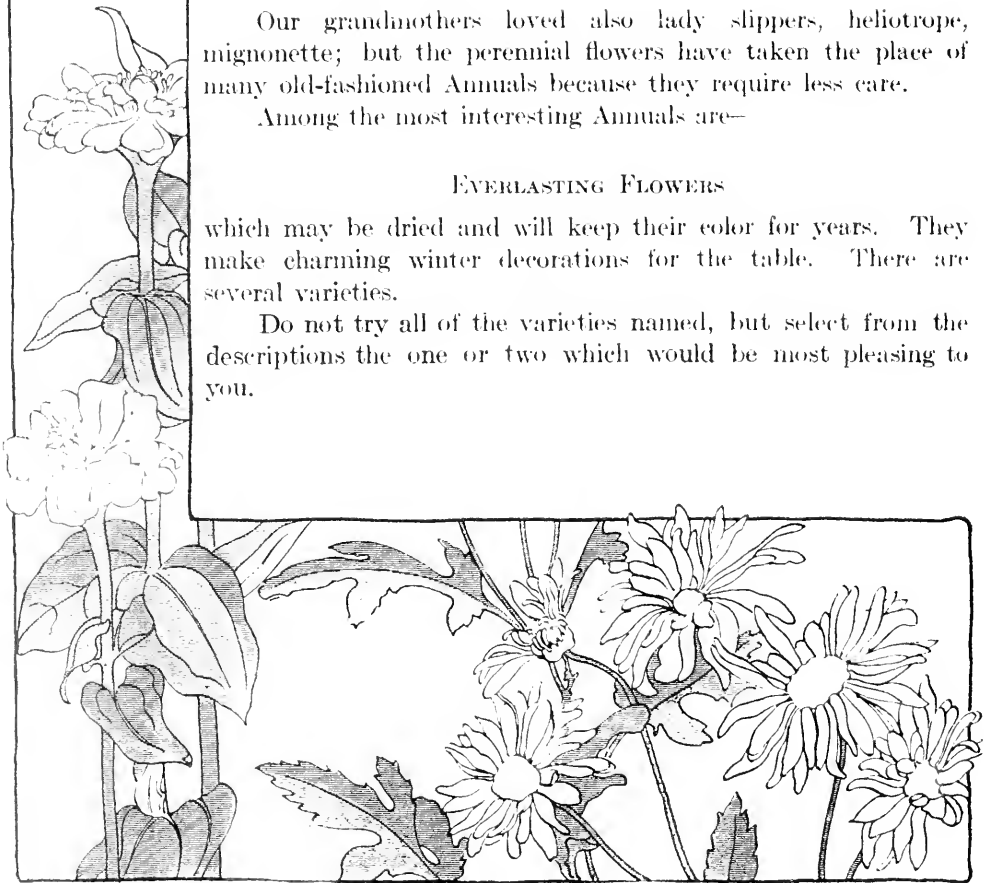 Our grandmothers loved also lady slippers, heliotrope,
mignonette; but the perennial flowers have taken the place of
many old-fashioned Annuals because they require less care.
Among the most interesting Annuals are—
Everlasting Flowers
which may be dried and will keep their color for years. They
make charming winter decorations for the table. There are
several varieties.
Do not try all of the varieties named, but select from the
descriptions the one or two which would be most pleasing to
you.